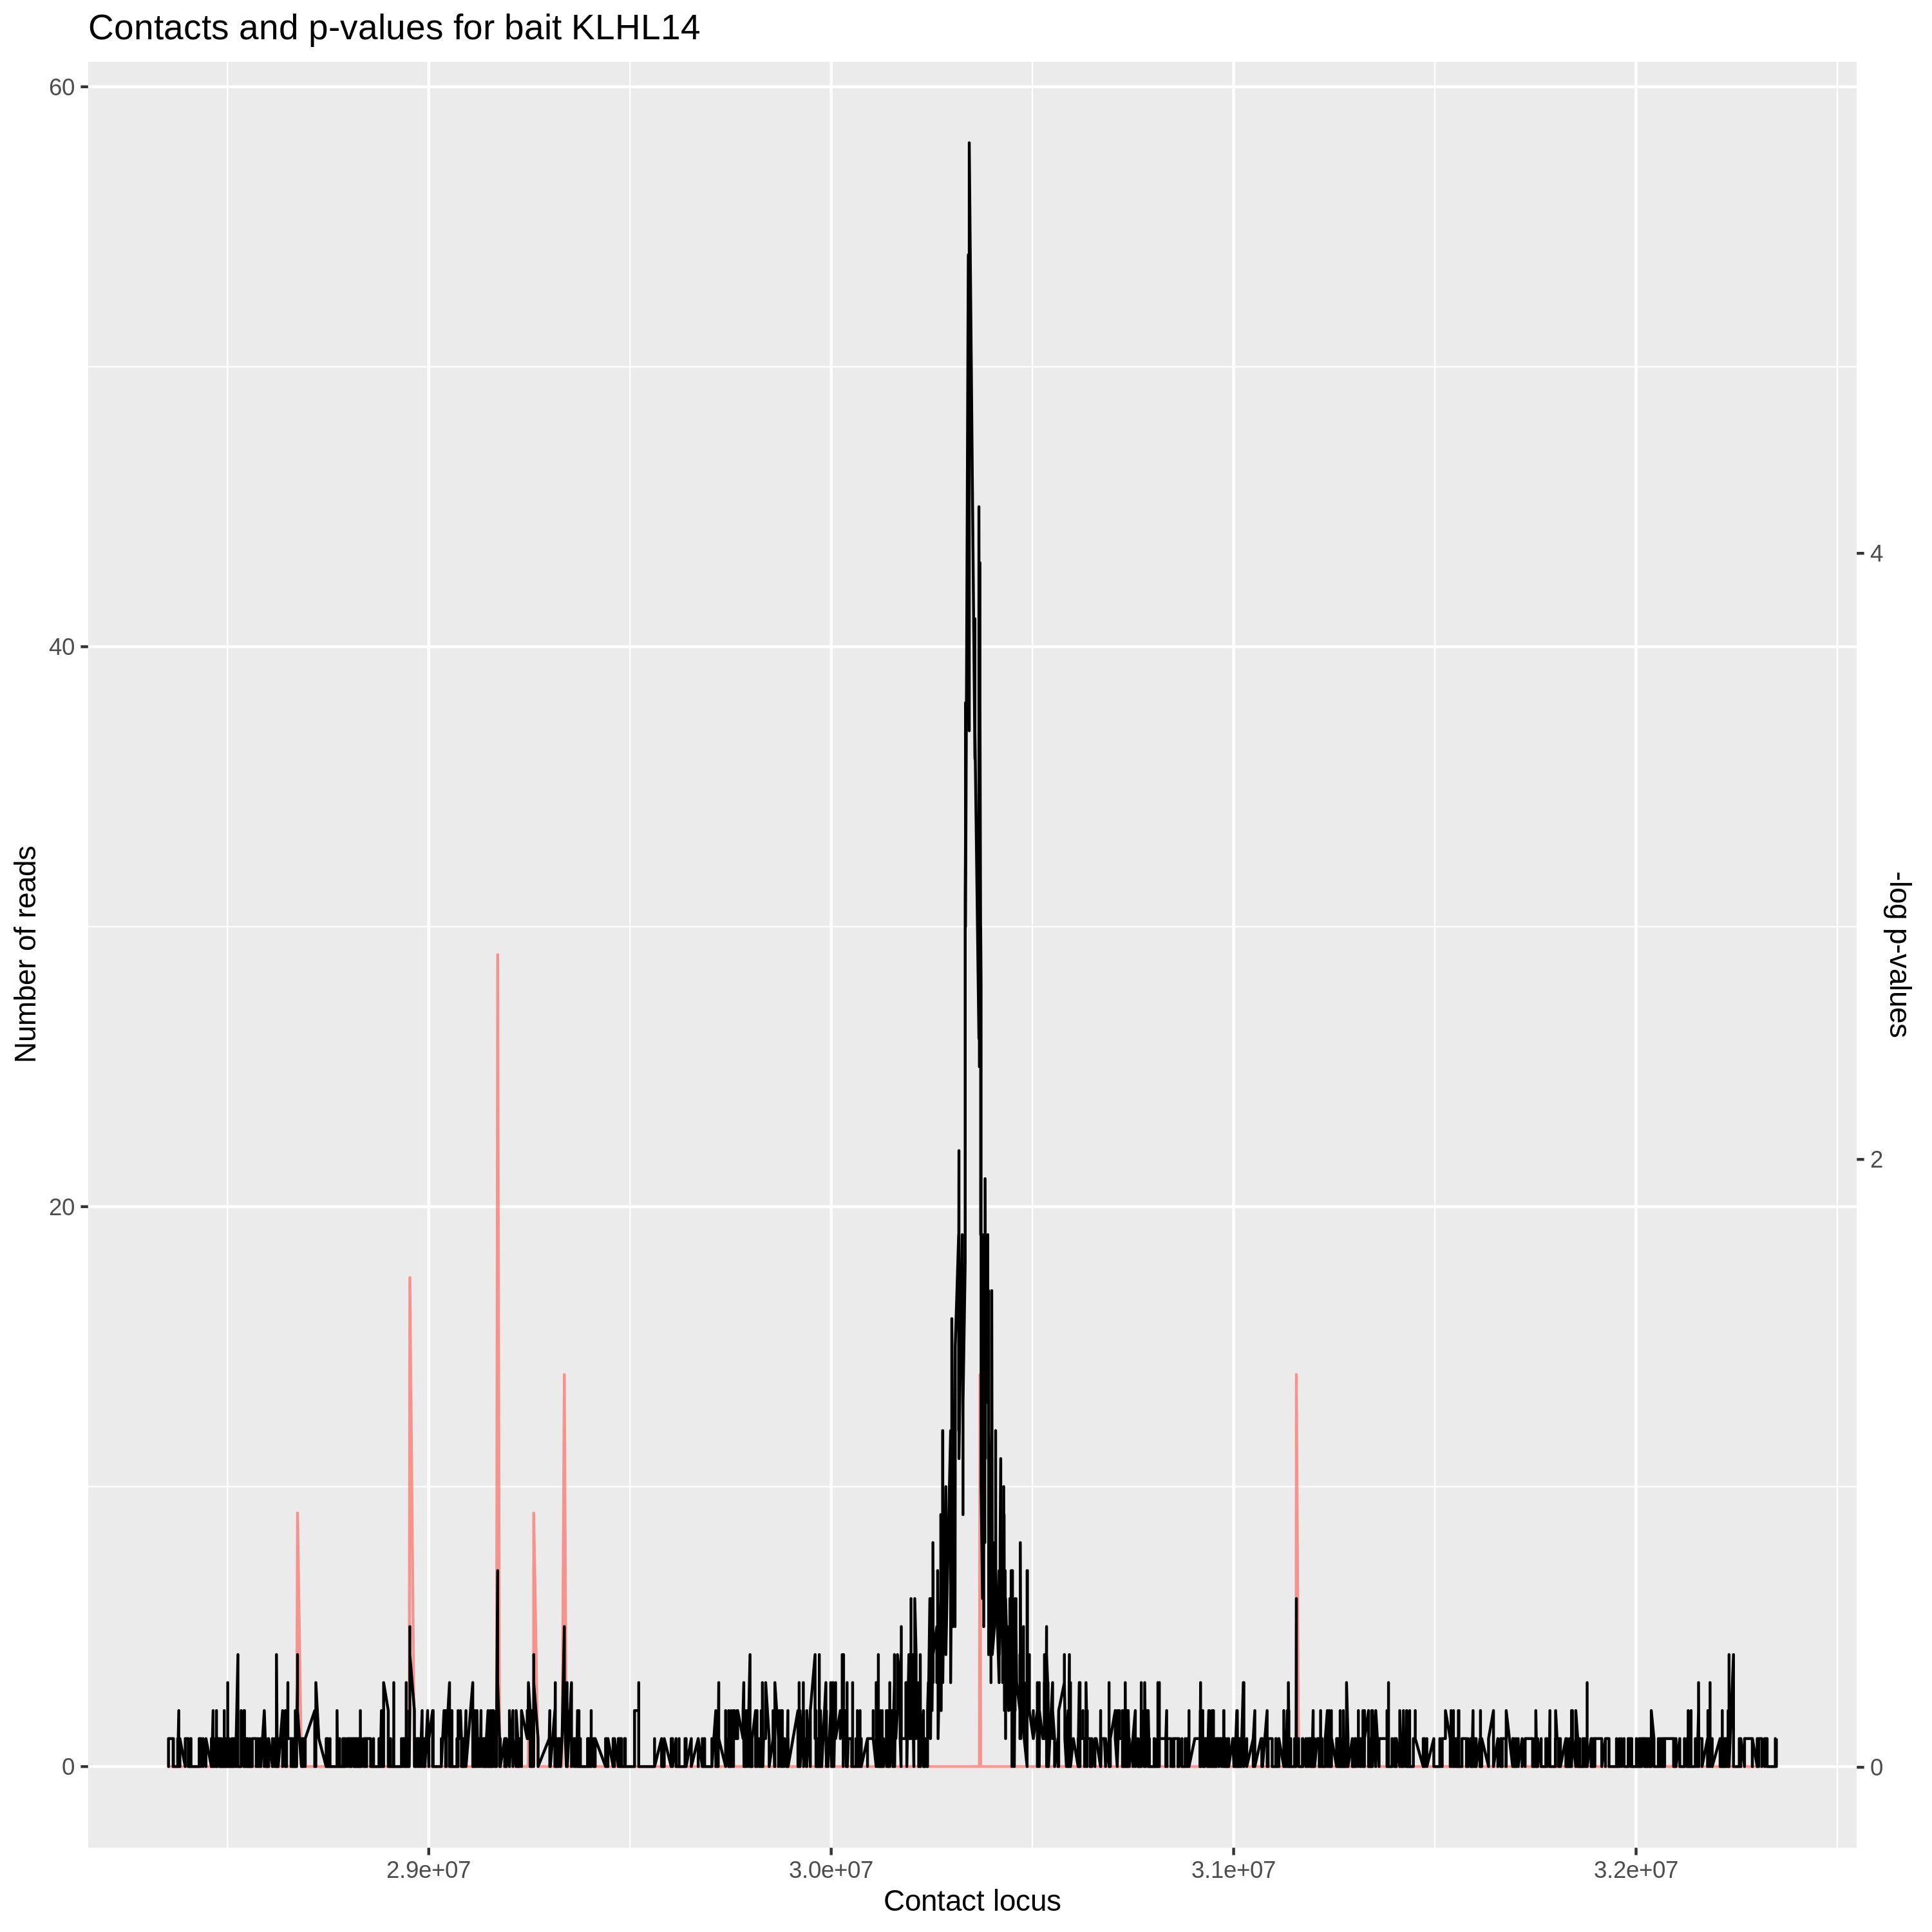 Contacts and p-values for bait KLHL14
60
40
20
0
Number of reads
4
2
0
-log p-values
2.9e+07
3.0e+07
3.1e+07
3.2e+07
Contact locus